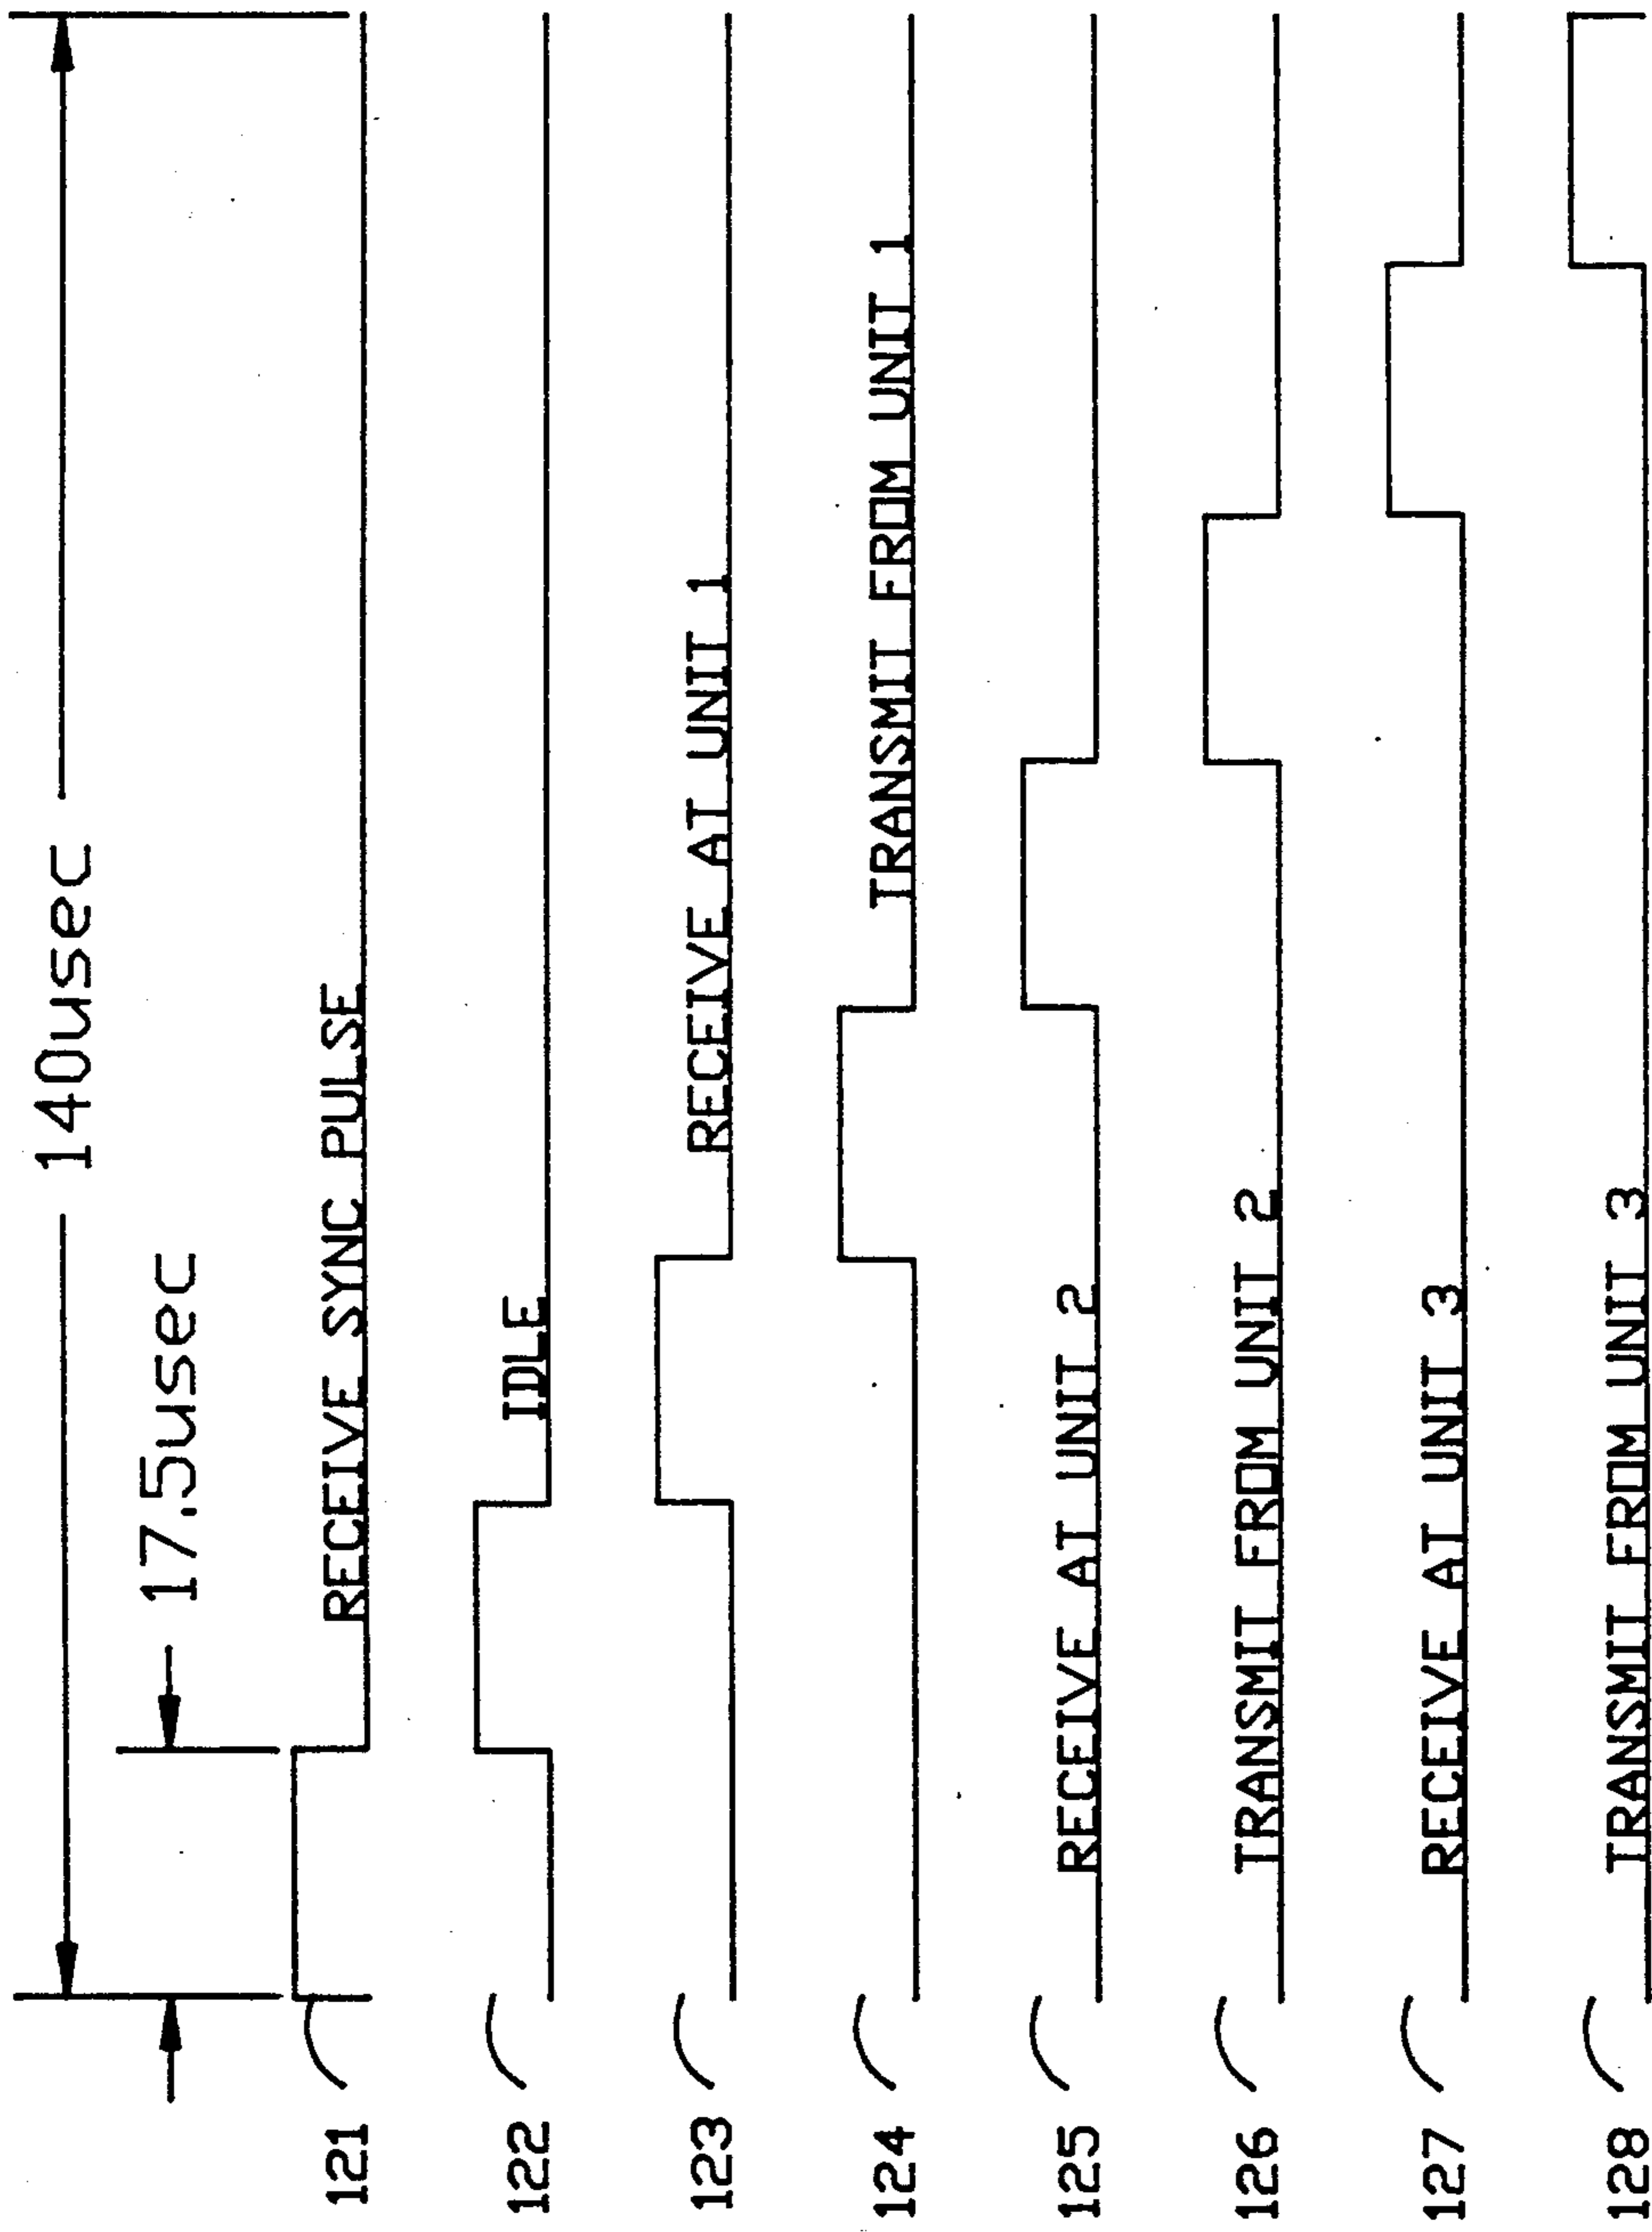 140usec
17.5usec
121 RECEIVE SYNC PULSE
122 IDLE
123 RECEIVE AT UNIT 1
124 TRANSMIT FROM UNIT 1
125 RECEIVE AT UNIT 2
126 TRANSMIT FROM UNIT 2
127 RECEIVE AT UNIT 3
128 TRANSMIT FROM UNIT 3